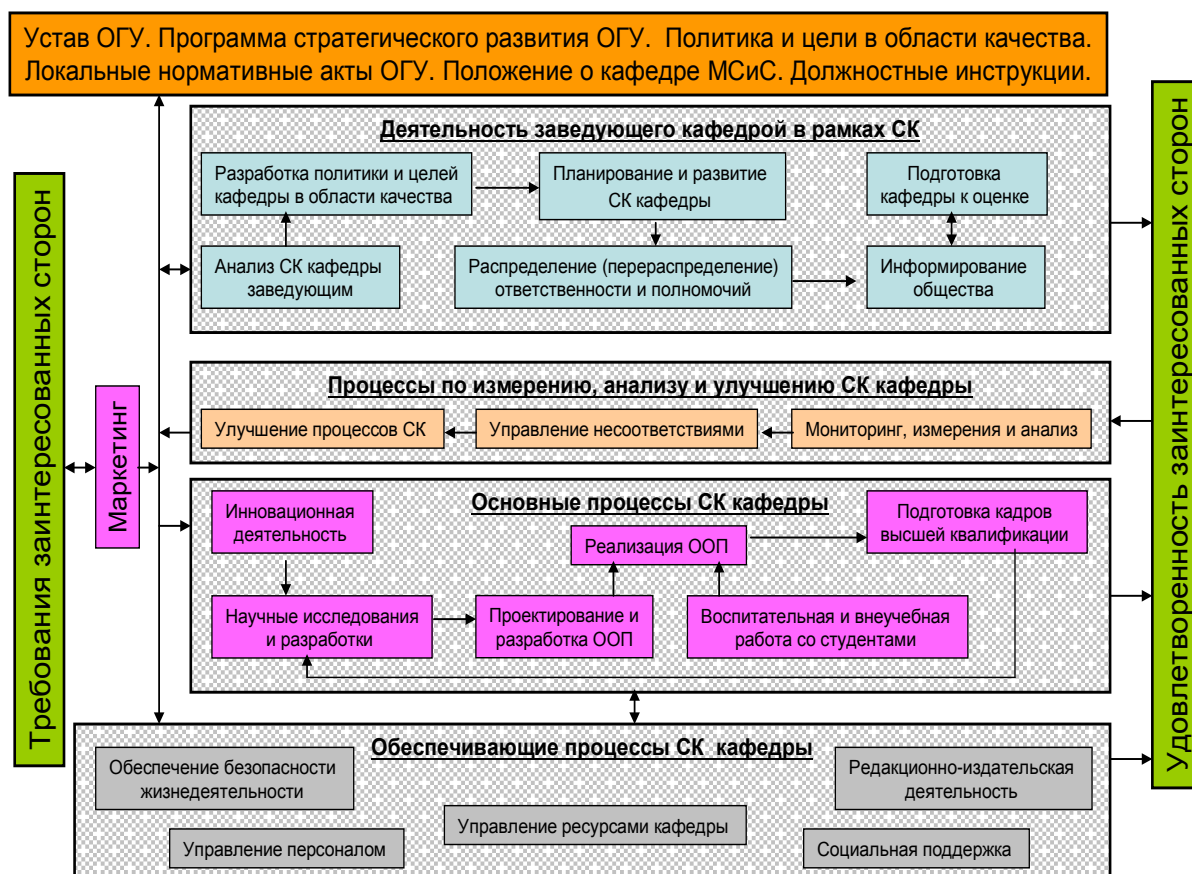 Устав ОГУ. Программа стратегического развития ОГУ. Политика и цели в области качества.
Локальные нормативные акты ОГУ. Положение о кафедре МСиС. Должностные инструкции.
Требования заинтересованных сторон
Маркетинг
Деятельность заведующего кафедрой в рамках СК
Разработка политики и целей
кафедры в области качества
Планирование и развитие
СК кафедры
Подготовка
кафедры к оценке
Анализ СК кафедры
заведующим
Распределение (перераспределение)
ответственности и полномочий
Информирование
общества
Процессы по измерению, анализу и улучшению СК кафедры
Улучшение процессов СК
Управление несоответствиями
Мониторинг, измерения и анализ
Основные процессы СК кафедры
Инновационная
деятельность
Реализация ООП
Подготовка кадров
высшей квалификации
Научные исследования
и разработки
Проектирование и
разработка ООП
Воспитательная и внеучебная
работа со студентами
Обеспечивающие процессы СК кафедры
Обеспечение безопасности
жизнедеятельности
Редакционно-издательская
деятельность
Управление ресурсами кафедры
Управление персоналом
Социальная поддержка
Удовлетворенность заинтересованных сторон